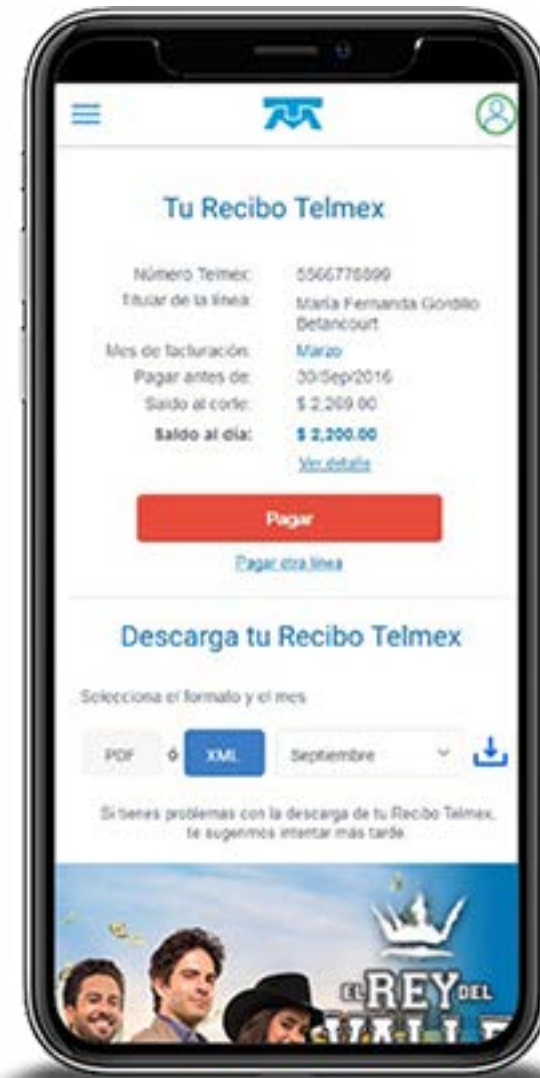 Tu Recibo Telmex
Número Telmex: 5566778899
Titular de la línea: María Fernanda Gordillo
Betancourt
Mes de facturación: Marzo
Pagar antes de: 30/Sep/2016
Saldo al corte: $ 2,269.00
Saldo al día: $ 2,200.00
Ver detalle
Pagar
Pagar otra línea
Descarga tu Recibo Telmex
Selecciona el formato y el mes
PDF ó XML Septiembre
Si tienes problemas con la descarga de tu Recibo Telmex,
te sugerimos intentar más tarde.
EL REY DEL
VALLE